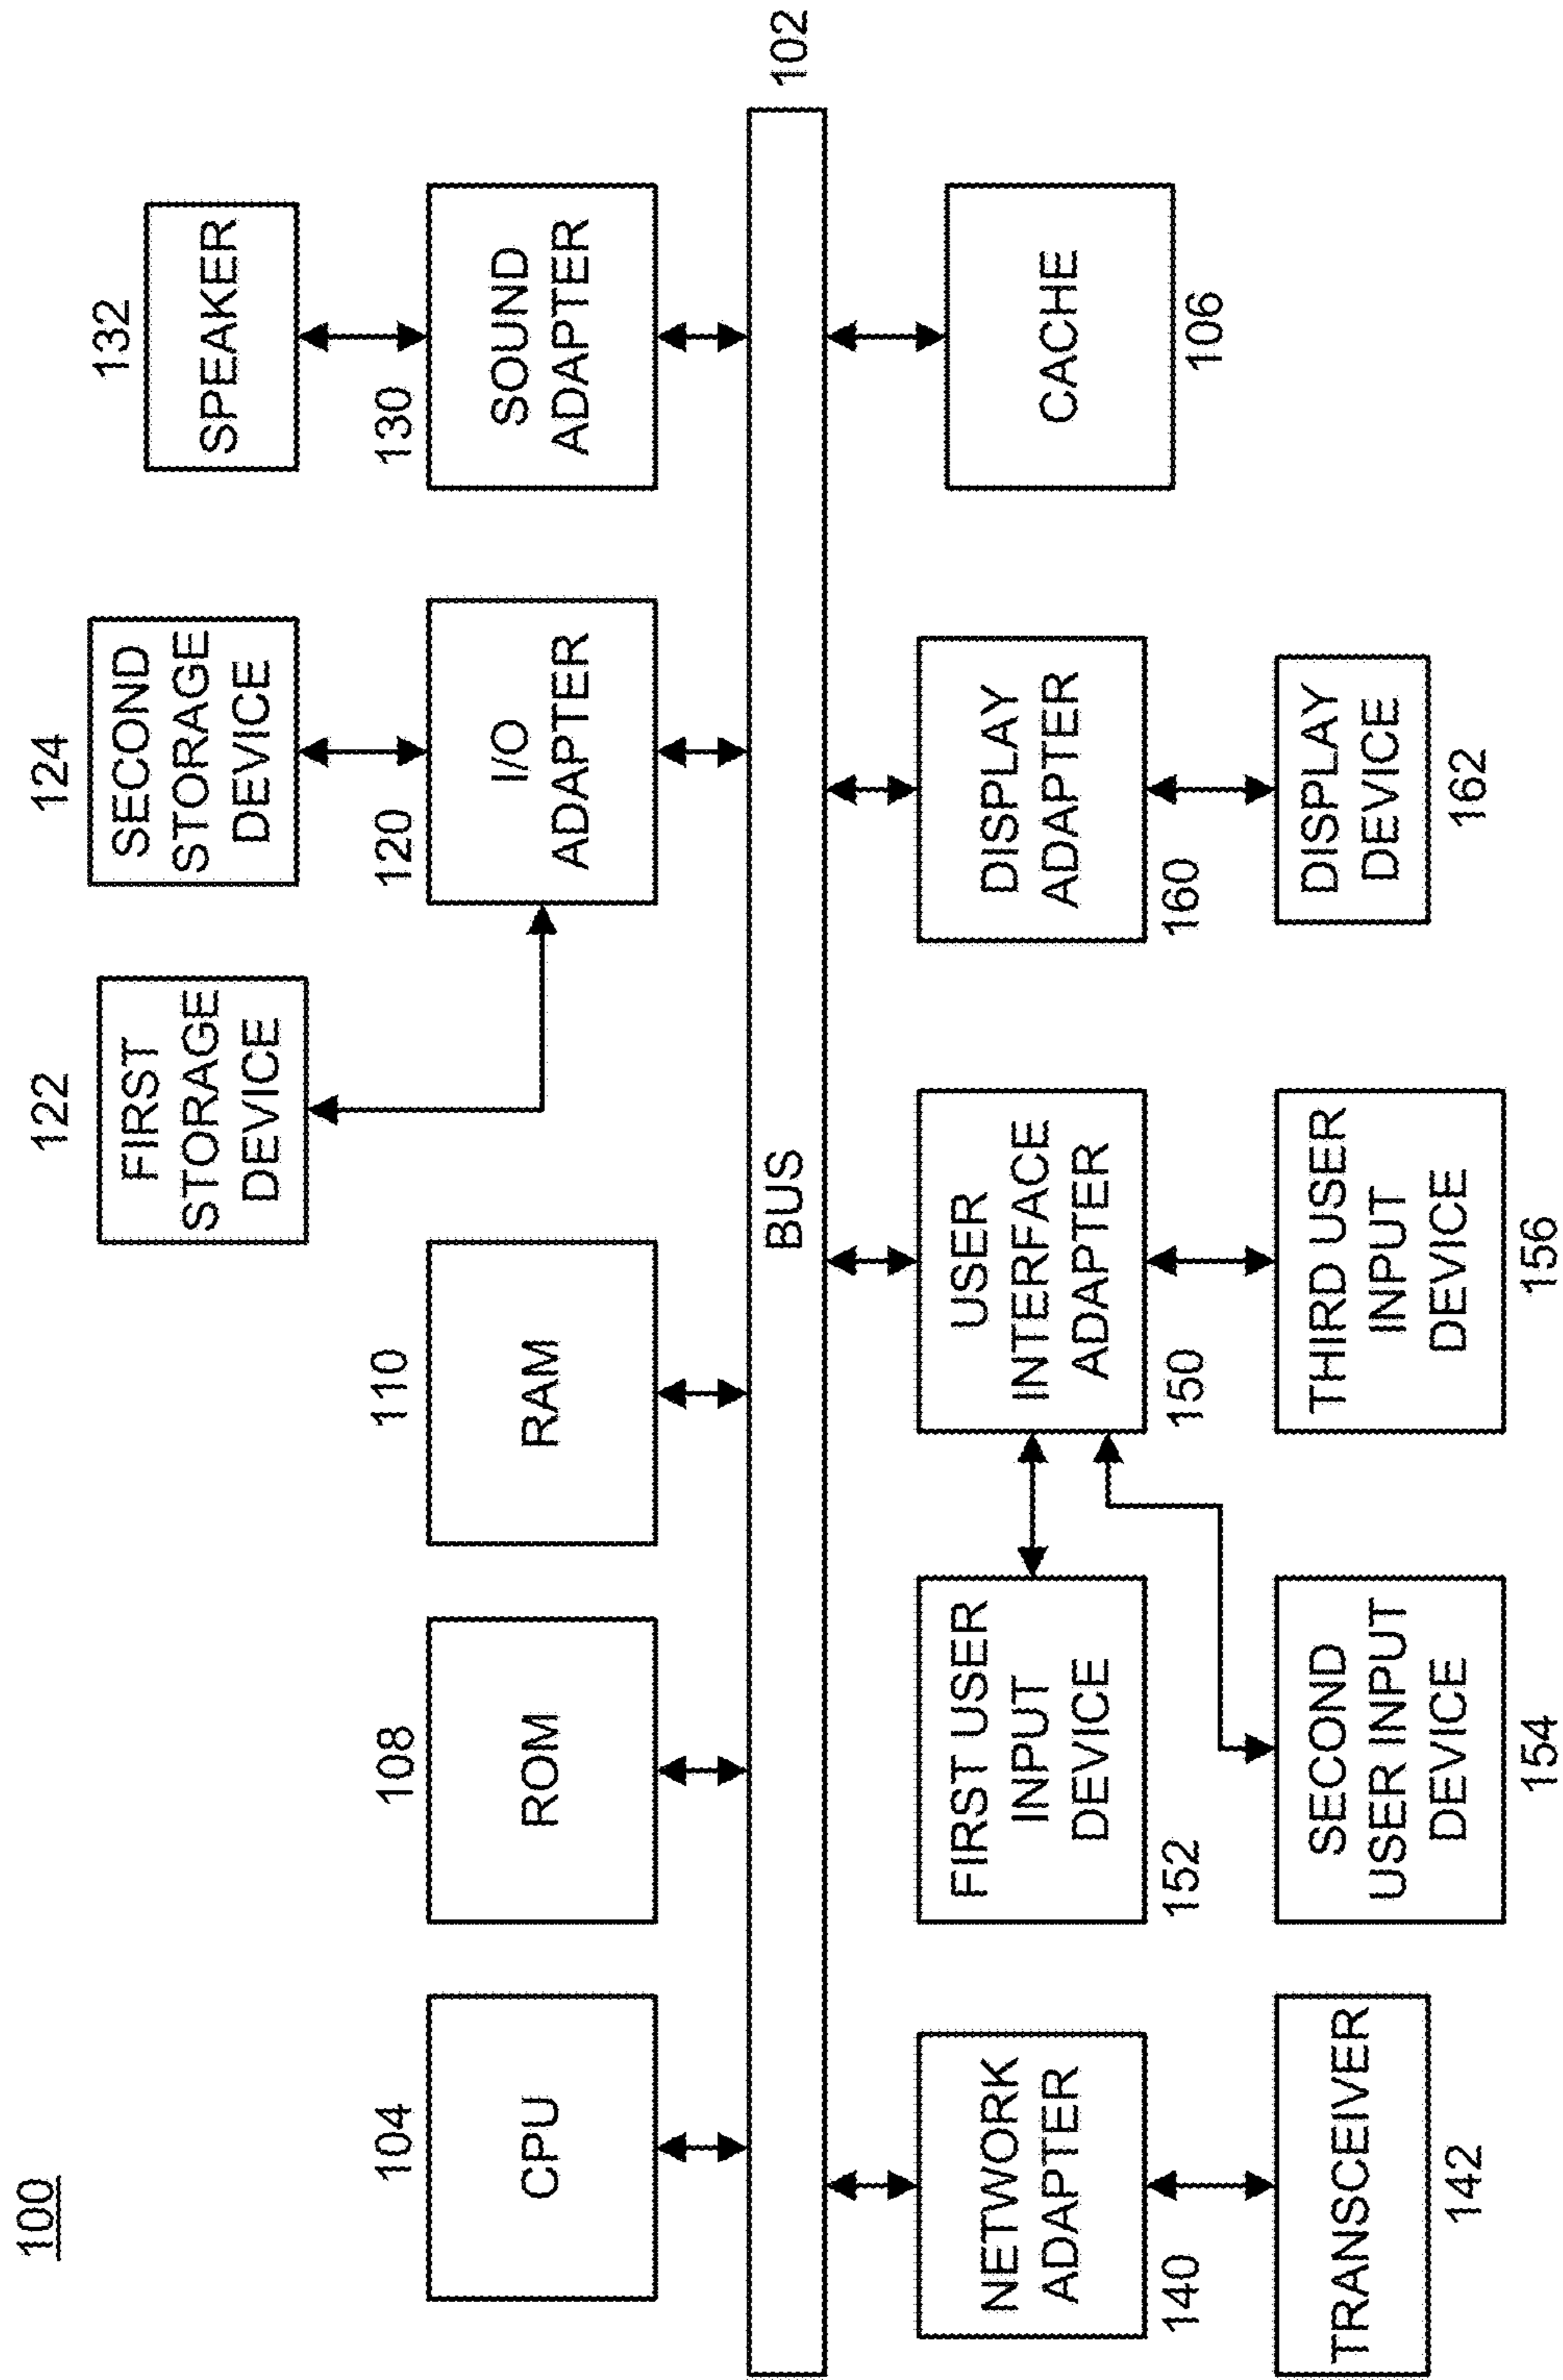 100
122
124
132
FIRST
STORAGE
DEVICE
SECOND
STORAGE
DEVICE
SPEAKER
104
108
110
120
130
CPU
ROM
RAM
I/O
ADAPTER
SOUND
ADAPTER
BUS
102
NETWORK
ADAPTER
FIRST USER
INPUT
DEVICE
USER
INTERFACE
ADAPTER
DISPLAY
ADAPTER
CACHE
140
152
150
160
106
TRANSCEIVER
SECOND
USER INPUT
DEVICE
THIRD USER
INPUT
DEVICE
DISPLAY
DEVICE
142
154
156
162